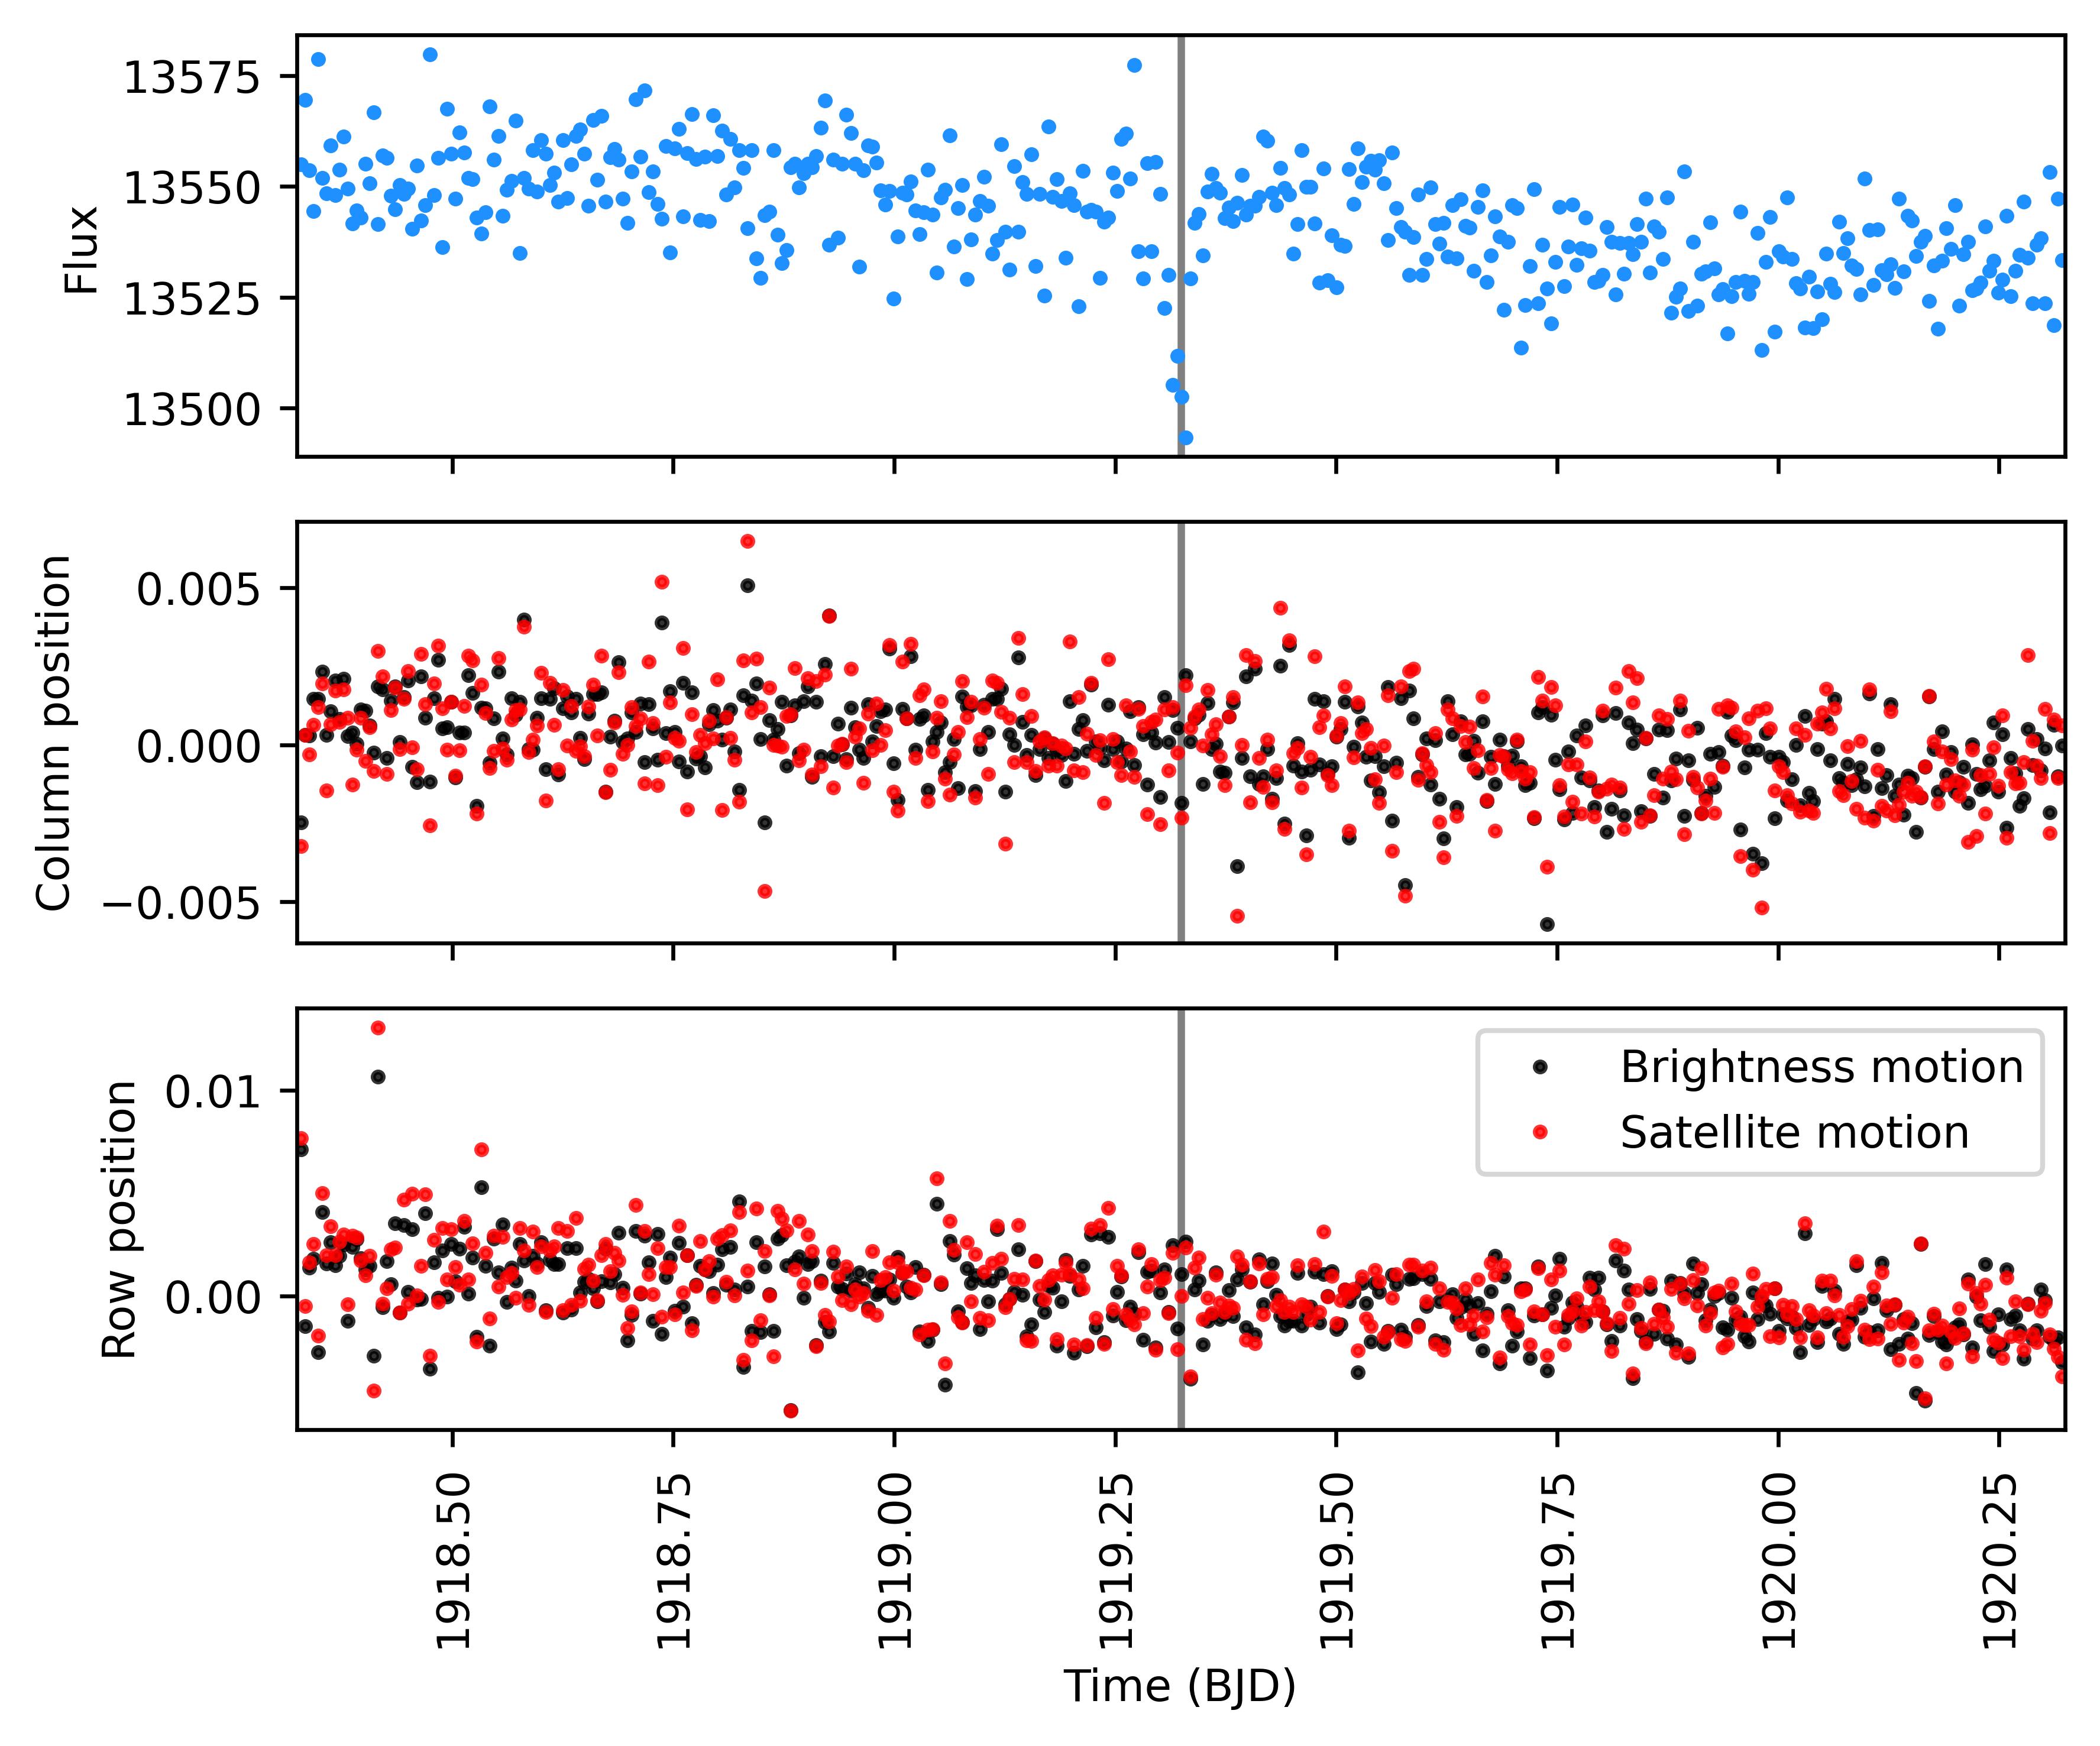 Flux
13575
13550
13525
13500
Column position
0.005
0.000
−0.005
Row position
0.01
0.00
Brightness motion
Satellite motion
1918.50
1918.75
1919.00
1919.25
1919.50
1919.75
1920.00
1920.25
Time (BJD)